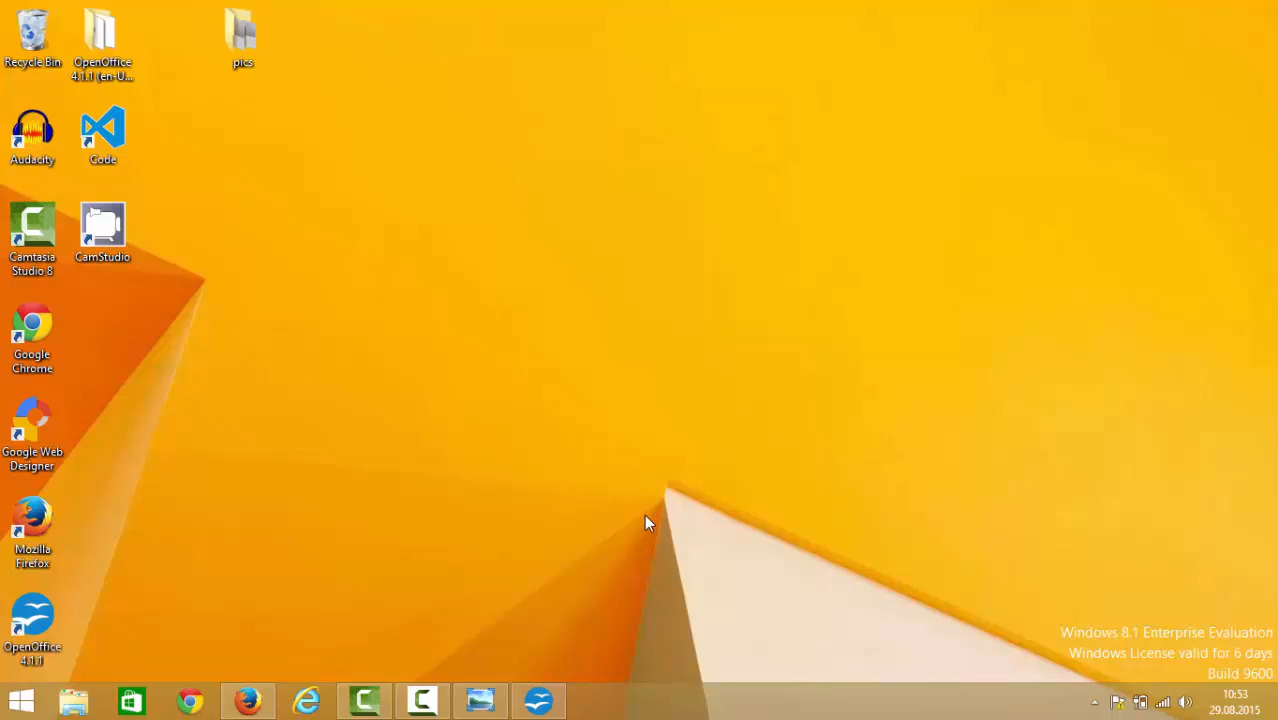 Recycle Bin
OpenOffice
4.1.1 (en-U...
pics
Audacity
Code
Camtasia
Studio 8
CamStudio
Google
Chrome
Google Web
Designer
Mozilla
Firefox
OpenOffice
4.1.1
Windows 8.1 Enterprise Evaluation
Windows License valid for 6 days
Build 9600
10:53
29.08.2015